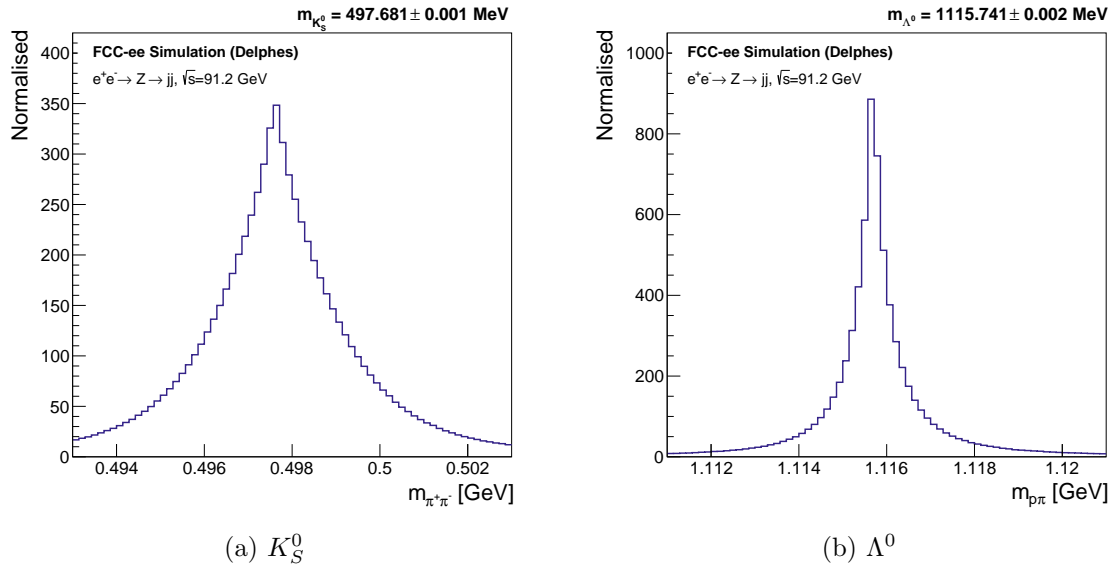 m_{K_S^0} = 497.681 ± 0.001 MeV
Normalised
400
350
300
250
200
150
100
50
0
FCC-ee Simulation (Delphes)
e⁺e⁻→ Z → jj, √s=91.2 GeV
0.494 0.496 0.498 0.5 0.502
m_{π⁺π⁻} [GeV]
(a) K_S^0
m_{Λ⁰} = 1115.741 ± 0.002 MeV
Normalised
1000
800
600
400
200
0
FCC-ee Simulation (Delphes)
e⁺e⁻→ Z → jj, √s=91.2 GeV
1.112 1.114 1.116 1.118 1.12
m_{pπ} [GeV]
(b) Λ⁰